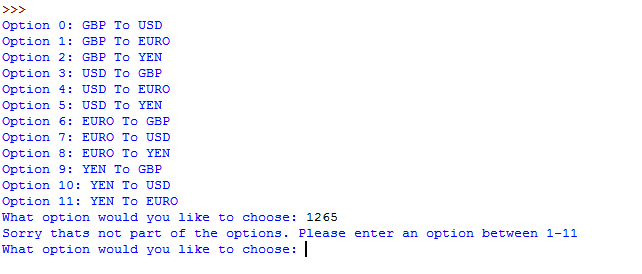 >>>
Option 0: GBP To USD
Option 1: GBP To EURO
Option 2: GBP To YEN
Option 3: USD To GBP
Option 4: USD To EURO
Option 5: USD To YEN
Option 6: EURO To GBP
Option 7: EURO To USD
Option 8: EURO To YEN
Option 9: YEN To GBP
Option 10: YEN To USD
Option 11: YEN To EURO
What option would you like to choose: 1265
Sorry thats not part of the options. Please enter an option between 1-11
What option would you like to choose: